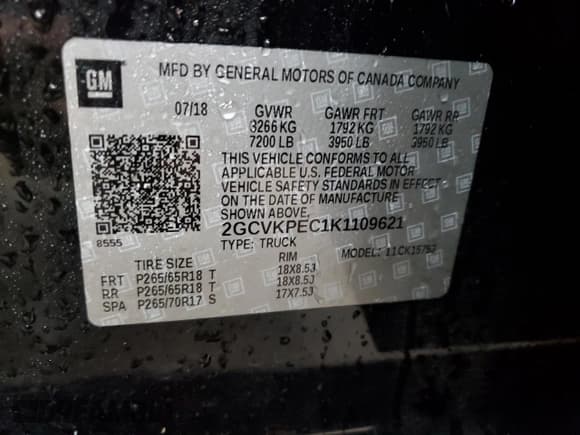 GM
MFD BY GENERAL MOTORS OF CANADA COMPANY
07/18 GVWR GAWR FRT GAWR RR
3266 KG 1792 KG 1792 KG
7200 LB 3950 LB 3950 LB
THIS VEHICLE CONFORMS TO ALL
APPLICABLE U.S. FEDERAL MOTOR
VEHICLE SAFETY STANDARDS IN EFFECT
ON THE DATE OF MANUFACTURE
SHOWN ABOVE.
8555
2GCVKPEC1K1109621
TYPE: TRUCK MODEL: 11CK15753
TIRE SIZE RIM
FRT P265/65R18 T 18X8.5J
RR P265/65R18 T 18X8.5J
SPA P265/70R17 S 17X7.5J